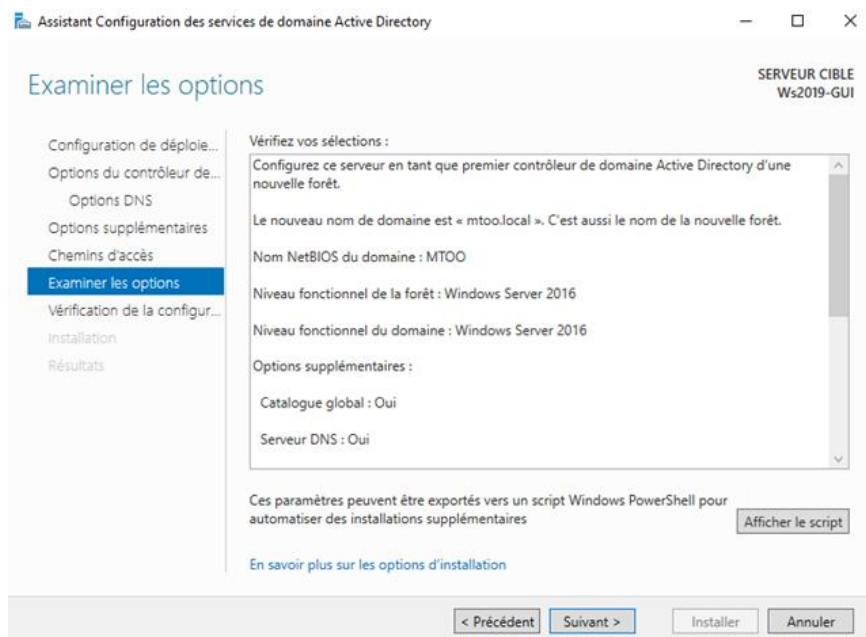 Assistant Configuration des services de domaine Active Directory
Examiner les options
SERVEUR CIBLE
Ws2019-GUI
Configuration de déploie...
Options du contrôleur de...
Options DNS
Options supplémentaires
Chemins d'accès
Examiner les options
Vérification de la configur...
Installation
Résultats
Vérifiez vos sélections :
Configurez ce serveur en tant que premier contrôleur de domaine Active Directory d'une
nouvelle forêt.
Le nouveau nom de domaine est « mtoo.local ». C'est aussi le nom de la nouvelle forêt.
Nom NetBIOS du domaine : MTOO
Niveau fonctionnel de la forêt : Windows Server 2016
Niveau fonctionnel du domaine : Windows Server 2016
Options supplémentaires :
Catalogue global : Oui
Serveur DNS : Oui
Ces paramètres peuvent être exportés vers un script Windows PowerShell pour
automatiser des installations supplémentaires
Afficher le script
En savoir plus sur les options d'installation
< Précédent
Suivant >
Installer
Annuler